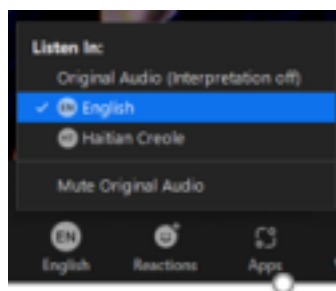 Listen In:
Original Audio (Interpretation off)
EN English
HT Haitian Creole
Mute Original Audio
EN
English Reactions Apps